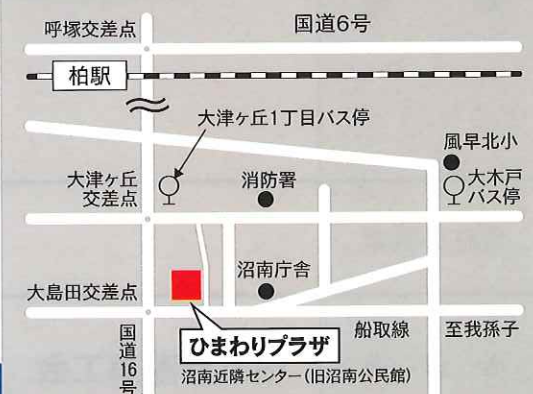 呼塚交差点
国道6号
柏駅
大津ヶ丘1丁目バス停
風早北小
大津ヶ丘
交差点
消防署
大木戸
バス停
沼南庁舎
大島田交差点
国道16号
ひまわりプラザ
船取線
至我孫子
沼南近隣センター(旧沼南公民館)